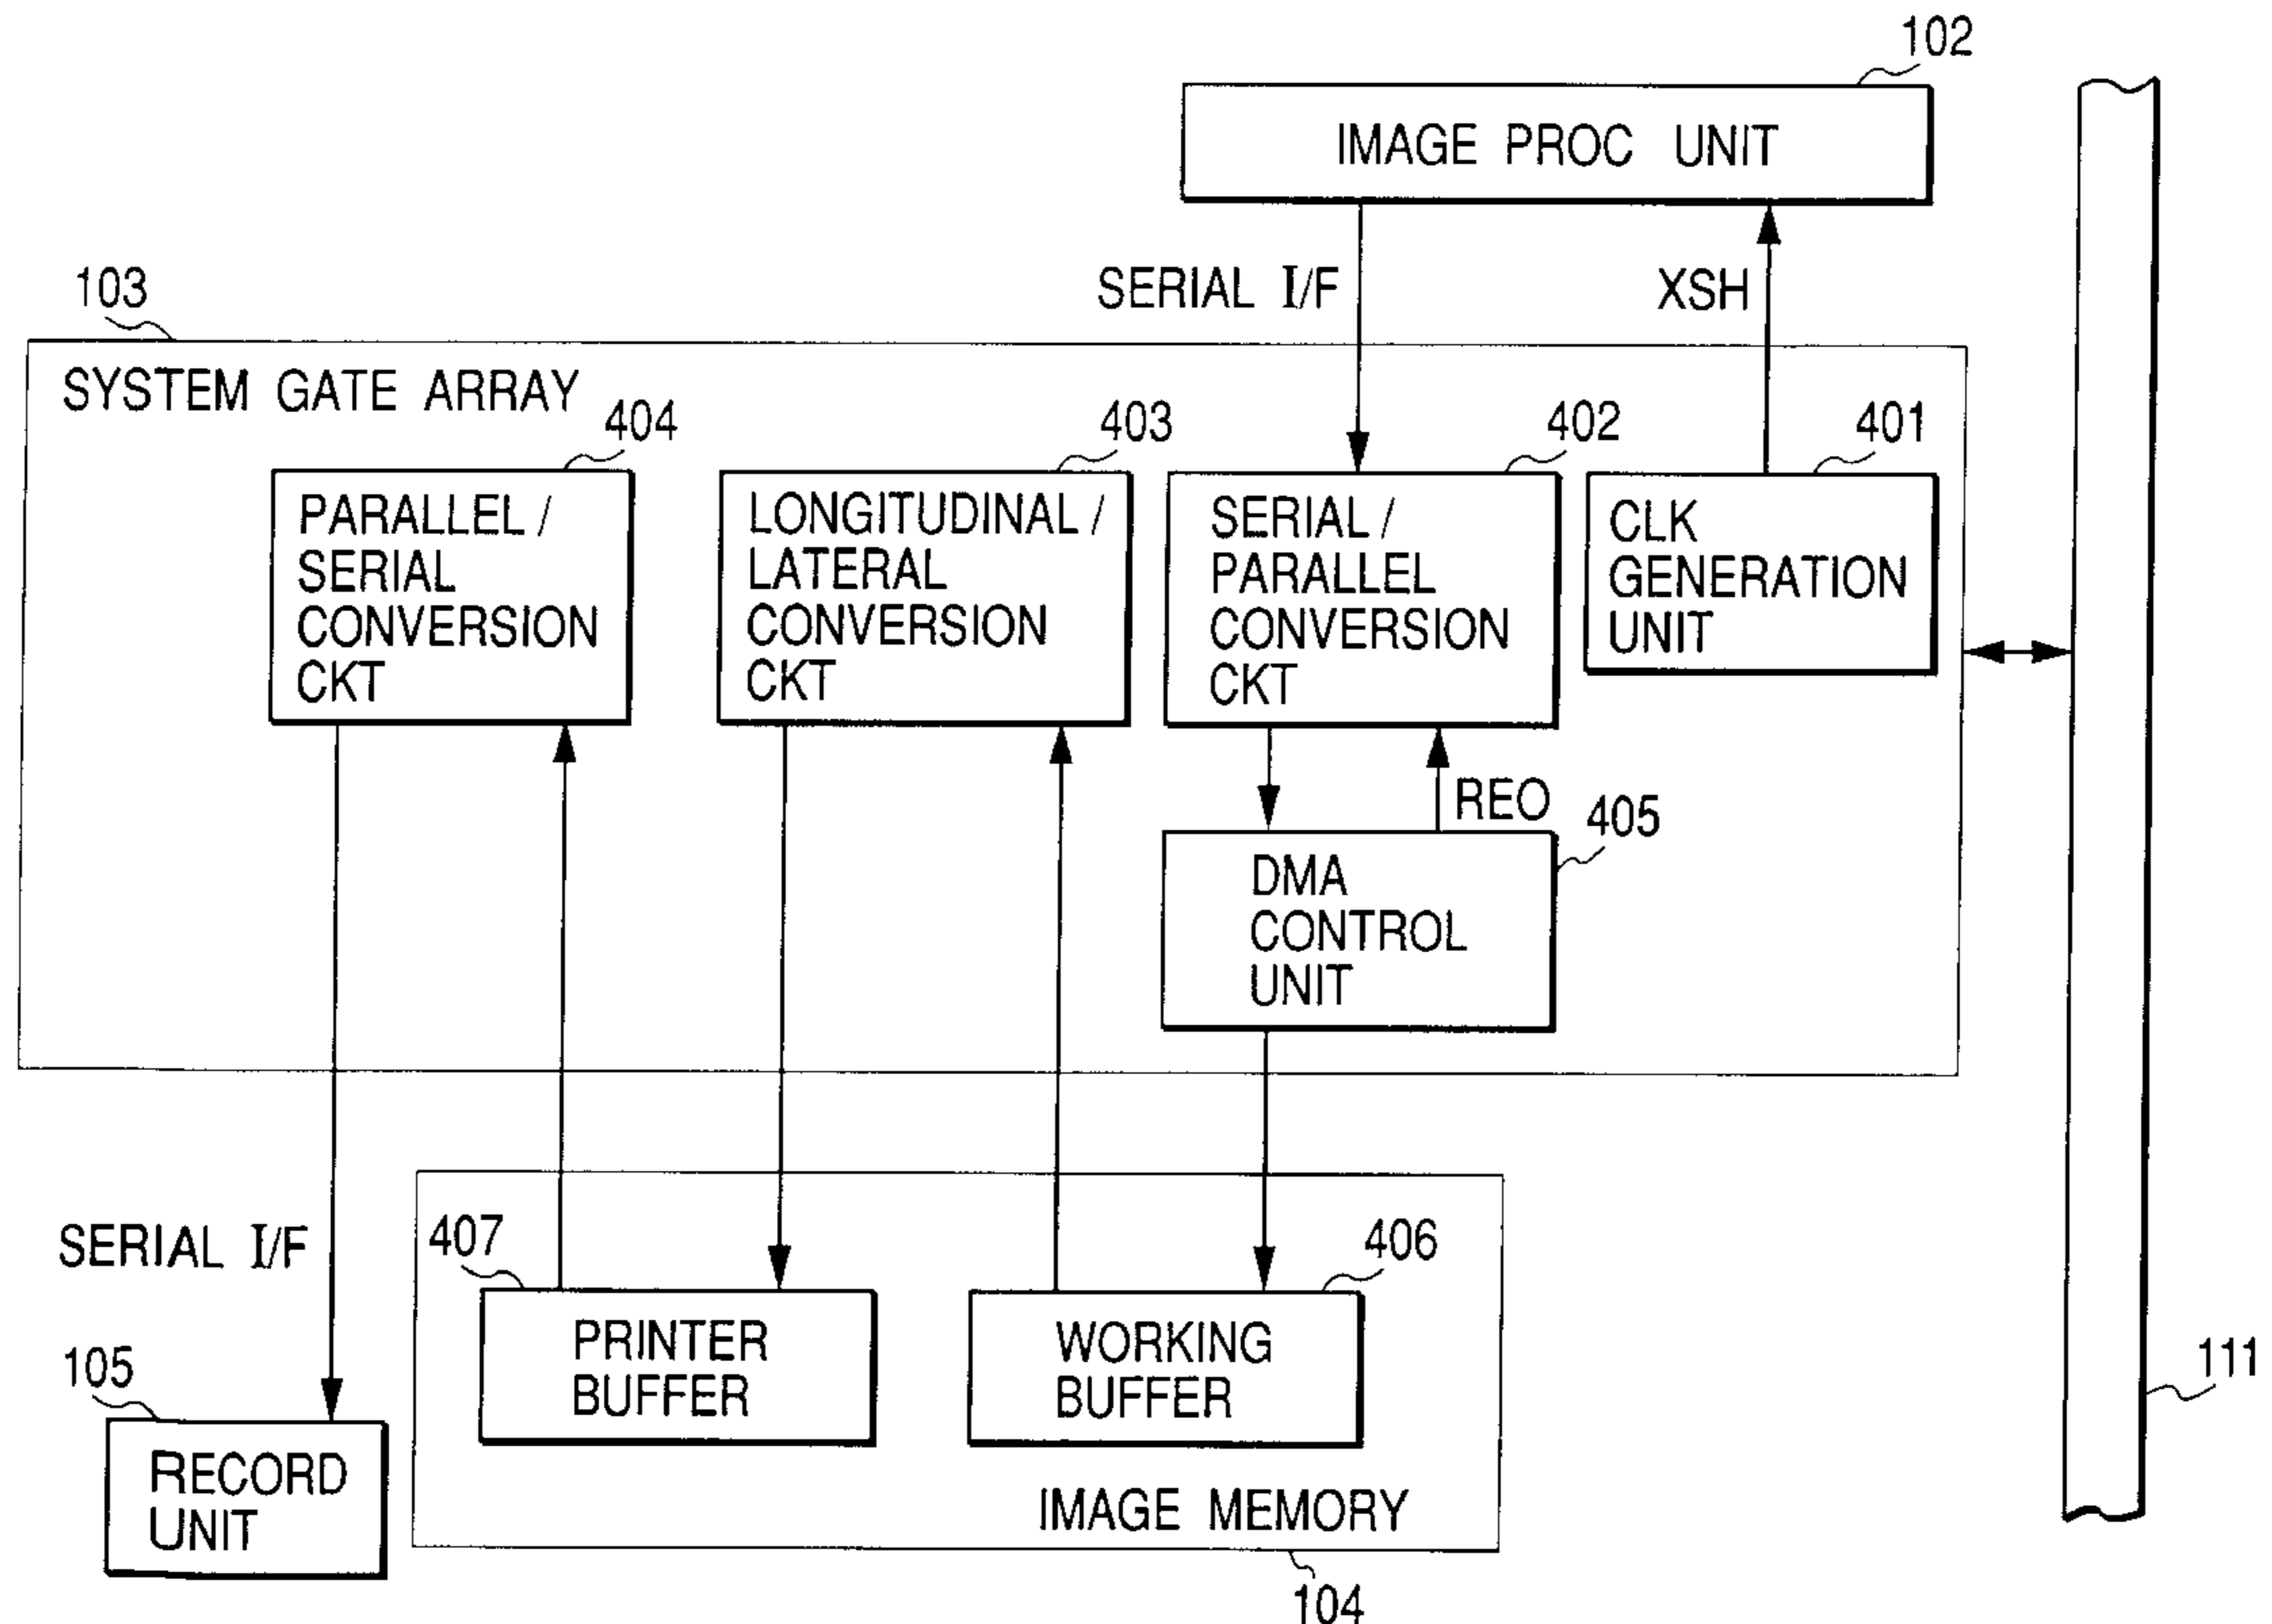 102
IMAGE PROC UNIT
SERIAL I/F
XSH
103
SYSTEM GATE ARRAY
404
403
402
401
PARALLEL /
SERIAL
CONVERSION
CKT
LONGITUDINAL /
LATERAL
CONVERSION
CKT
SERIAL /
PARALLEL
CONVERSION
CKT
CLK
GENERATION
UNIT
REO
405
DMA
CONTROL
UNIT
SERIAL I/F
407
406
PRINTER
BUFFER
WORKING
BUFFER
105
RECORD
UNIT
IMAGE MEMORY
104
111